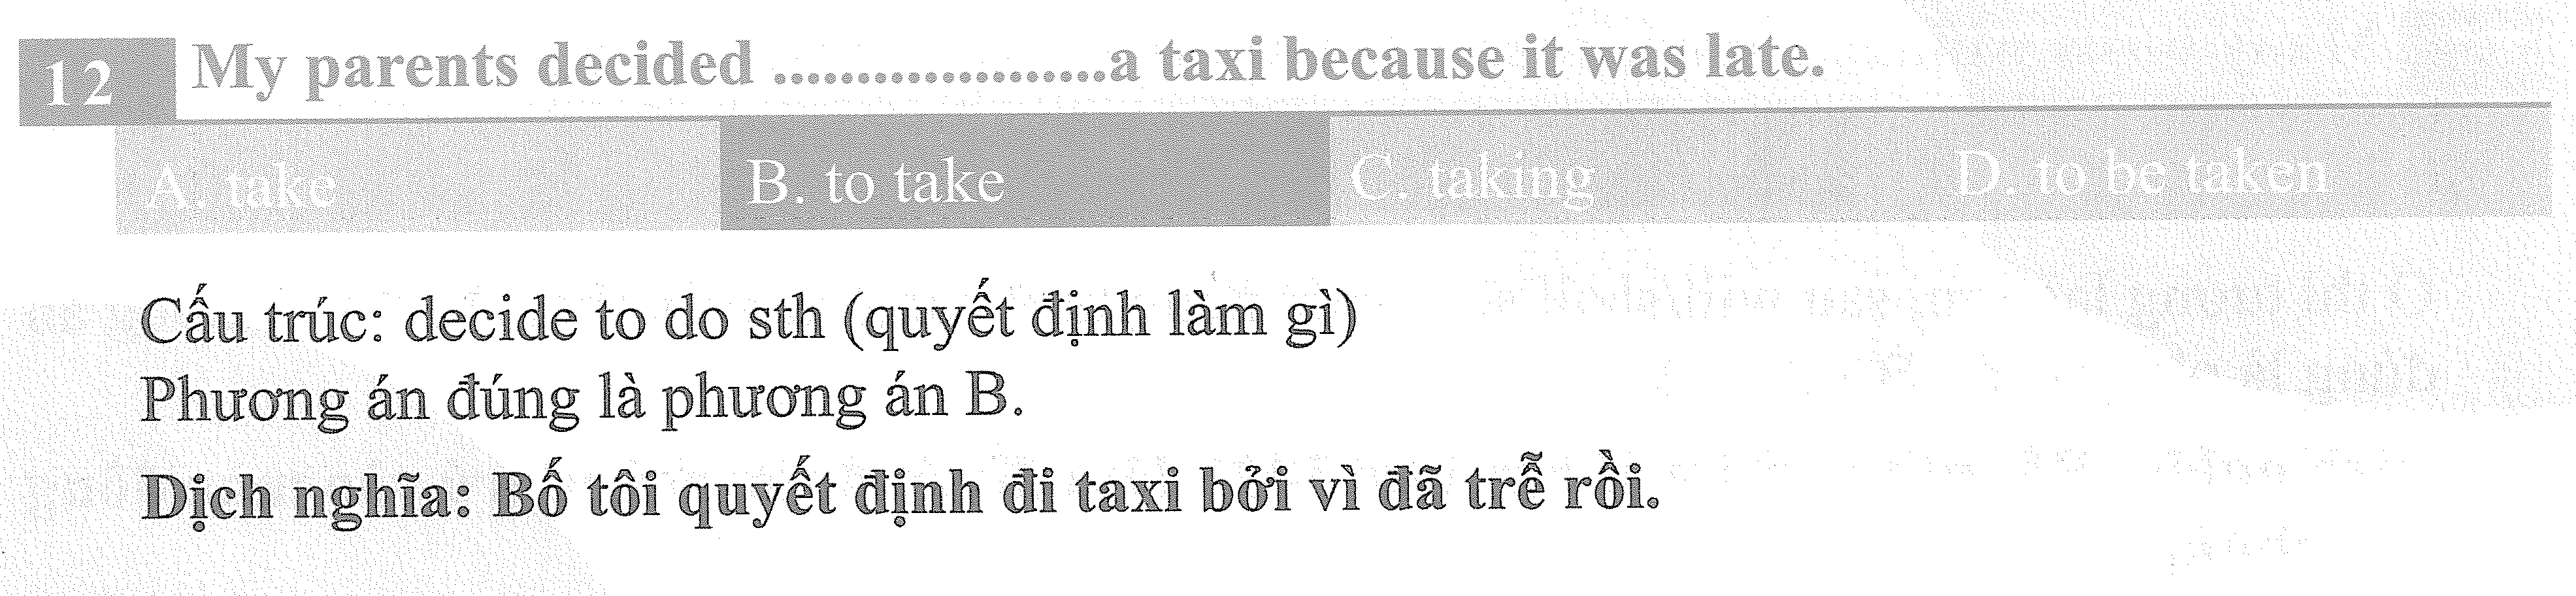 12 My parents decided ...................a taxi because it was late.
A. take B. to take C. taking D. to be taken
Cấu trúc: decide to do sth (quyết định làm gì)
Phương án đúng là phương án B.
Dịch nghĩa: Bố tôi quyết định đi taxi bởi vì đã trễ rồi.